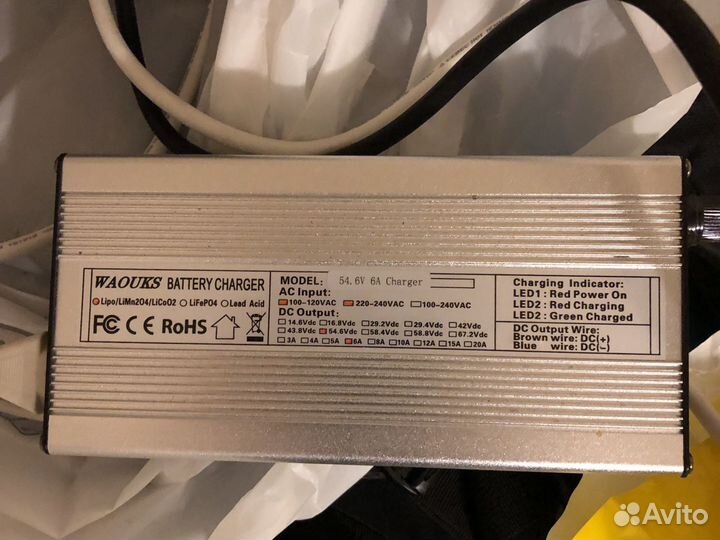 WAOUKS BATTERY CHARGER
Lipo/LiMn2O4/LiCoO2 LiFePO4 Lead Acid
FC CE RoHS
MODEL: 54.6V 6A Charger
AC Input:
100-120VAC 220-240VAC 100-240VAC
DC Output:
14.6Vdc 16.8Vdc 29.2Vdc 29.4Vdc 42Vdc
43.8Vdc 54.6Vdc 58.4Vdc 58.8Vdc 67.2Vdc
3A 4A 5A 6A 8A 10A 12A 15A 20A
Charging Indicator:
LED1: Red Power On
LED2: Red Charging
LED2: Green Charged
DC Output Wire:
Brown wire: DC(+)
Blue wire: DC(-)
Avito